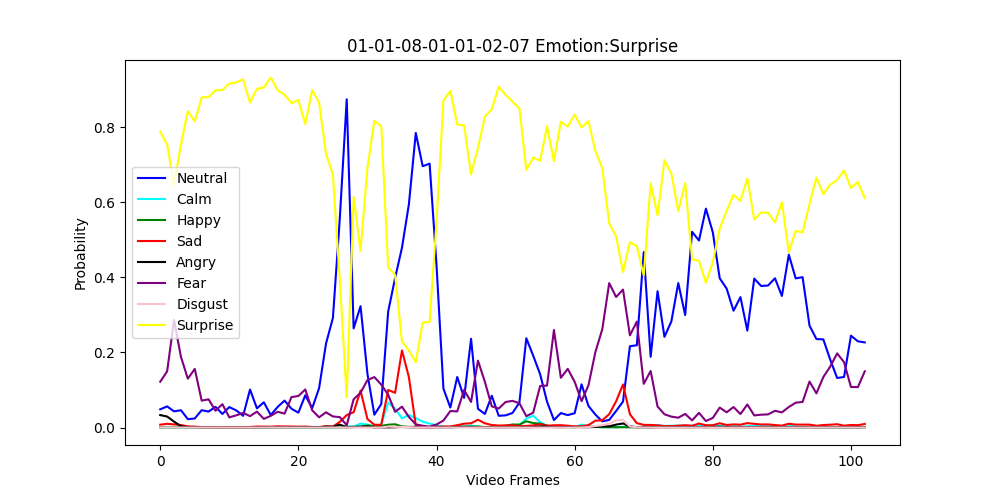 01-01-08-01-01-02-07 Emotion:Surprise
Probability
0.8
0.6
0.4
0.2
0.0
Neutral
Calm
Happy
Sad
Angry
Fear
Disgust
Surprise
0 20 40 60 80 100
Video Frames